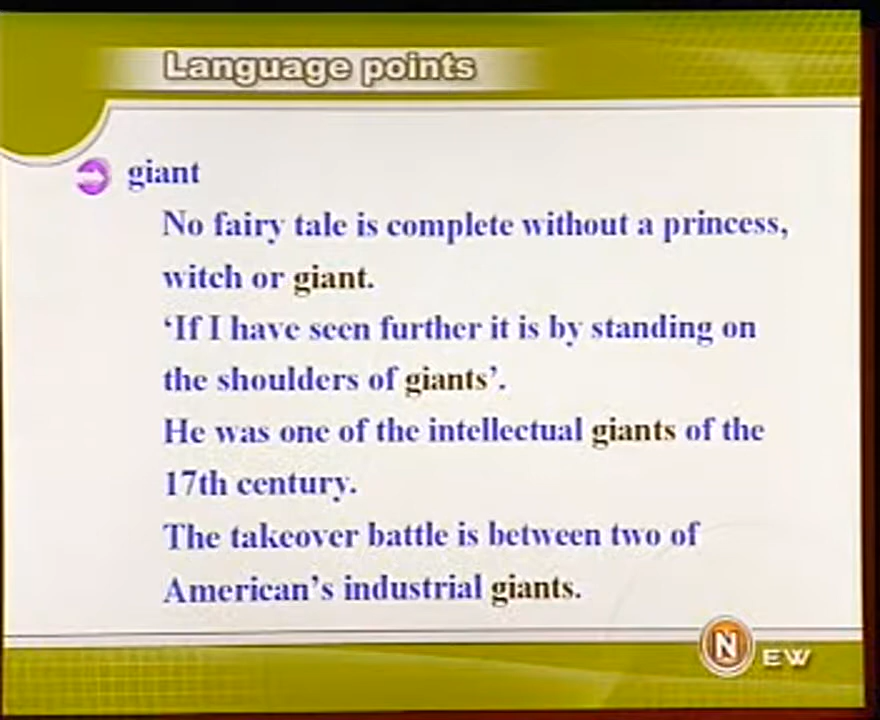 Language points
giant
No fairy tale is complete without a princess,
witch or giant.
‘If I have seen further it is by standing on
the shoulders of giants’.
He was one of the intellectual giants of the
17th century.
The takeover battle is between two of
American’s industrial giants.
N EW